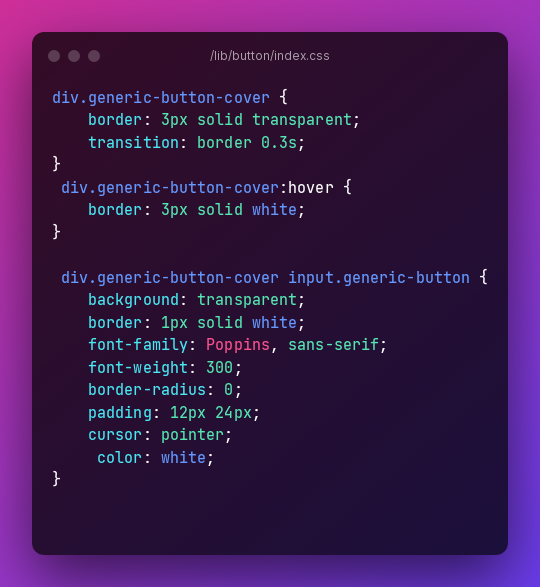 /lib/button/index.css
div.generic-button-cover {
    border: 3px solid transparent;
    transition: border 0.3s;
}
 div.generic-button-cover:hover {
    border: 3px solid white;
}

 div.generic-button-cover input.generic-button {
    background: transparent;
    border: 1px solid white;
    font-family: Poppins, sans-serif;
    font-weight: 300;
    border-radius: 0;
    padding: 12px 24px;
    cursor: pointer;
     color: white;
}